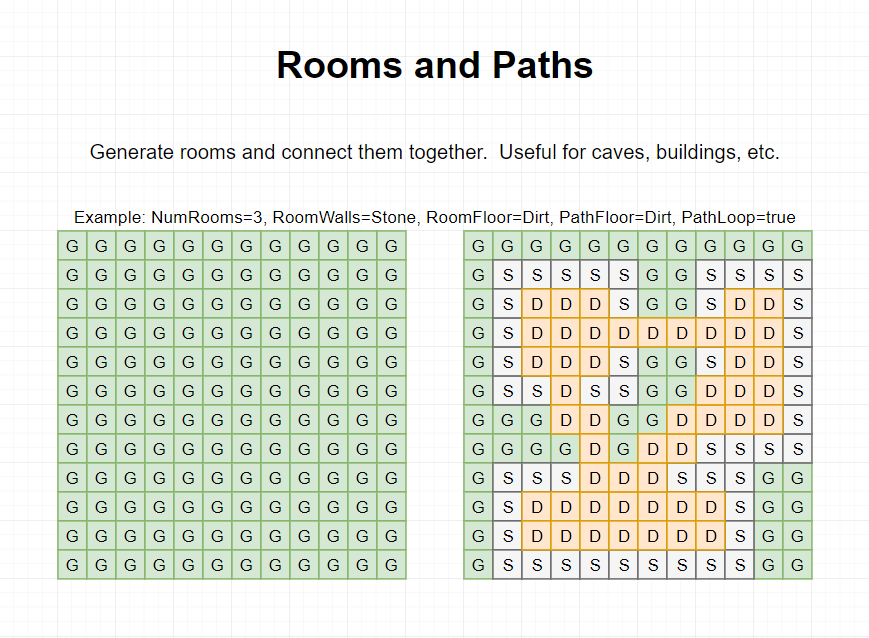 Rooms and Paths
Generate rooms and connect them together. Useful for caves, buildings, etc.
Example: NumRooms=3, RoomWalls=Stone, RoomFloor=Dirt, PathFloor=Dirt, PathLoop=true
G G G G G G G G G G G G G G G G G G G G G G G G
G G G G G G G G G G G G G S S S S S G G S S S S
G G G G G G G G G G G G G S D D D S G G S D D S
G G G G G G G G G G G G G S D D D D D D D D D S
G G G G G G G G G G G G G S D D D S G G S D D S
G G G G G G G G G G G G G S S D S S G G D D D S
G G G G G G G G G G G G G G G D D G G D D D D S
G G G G G G G G G G G G G G G G D G D D S S S S
G G G G G G G G G G G G G S S S D D D S S S G G
G G G G G G G G G G G G G S D D D D D D D S G G
G G G G G G G G G G G G G S D D D D D D D S G G
G G G G G G G G G G G G G S S S S S S S S S G G